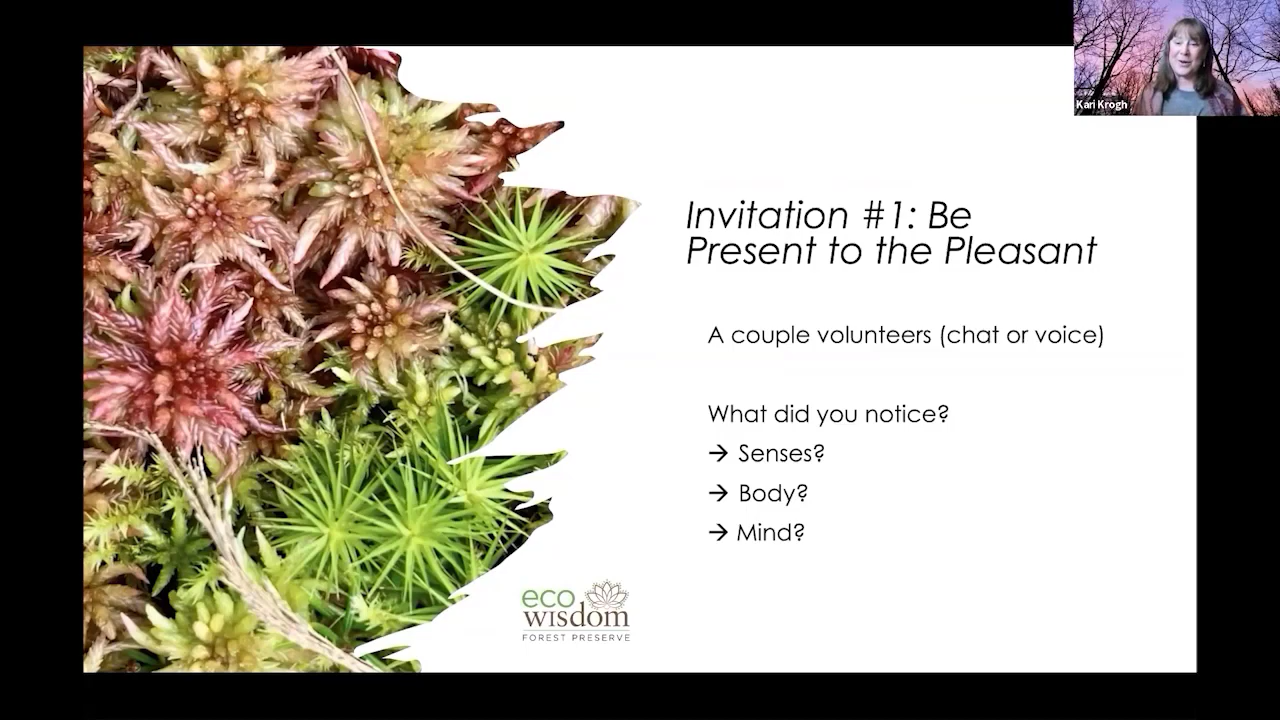 Kari Krogh
Invitation #1: Be
Present to the Pleasant
A couple volunteers (chat or voice)
What did you notice?
→ Senses?
→ Body?
→ Mind?
eco
wisdom
FOREST PRESERVE